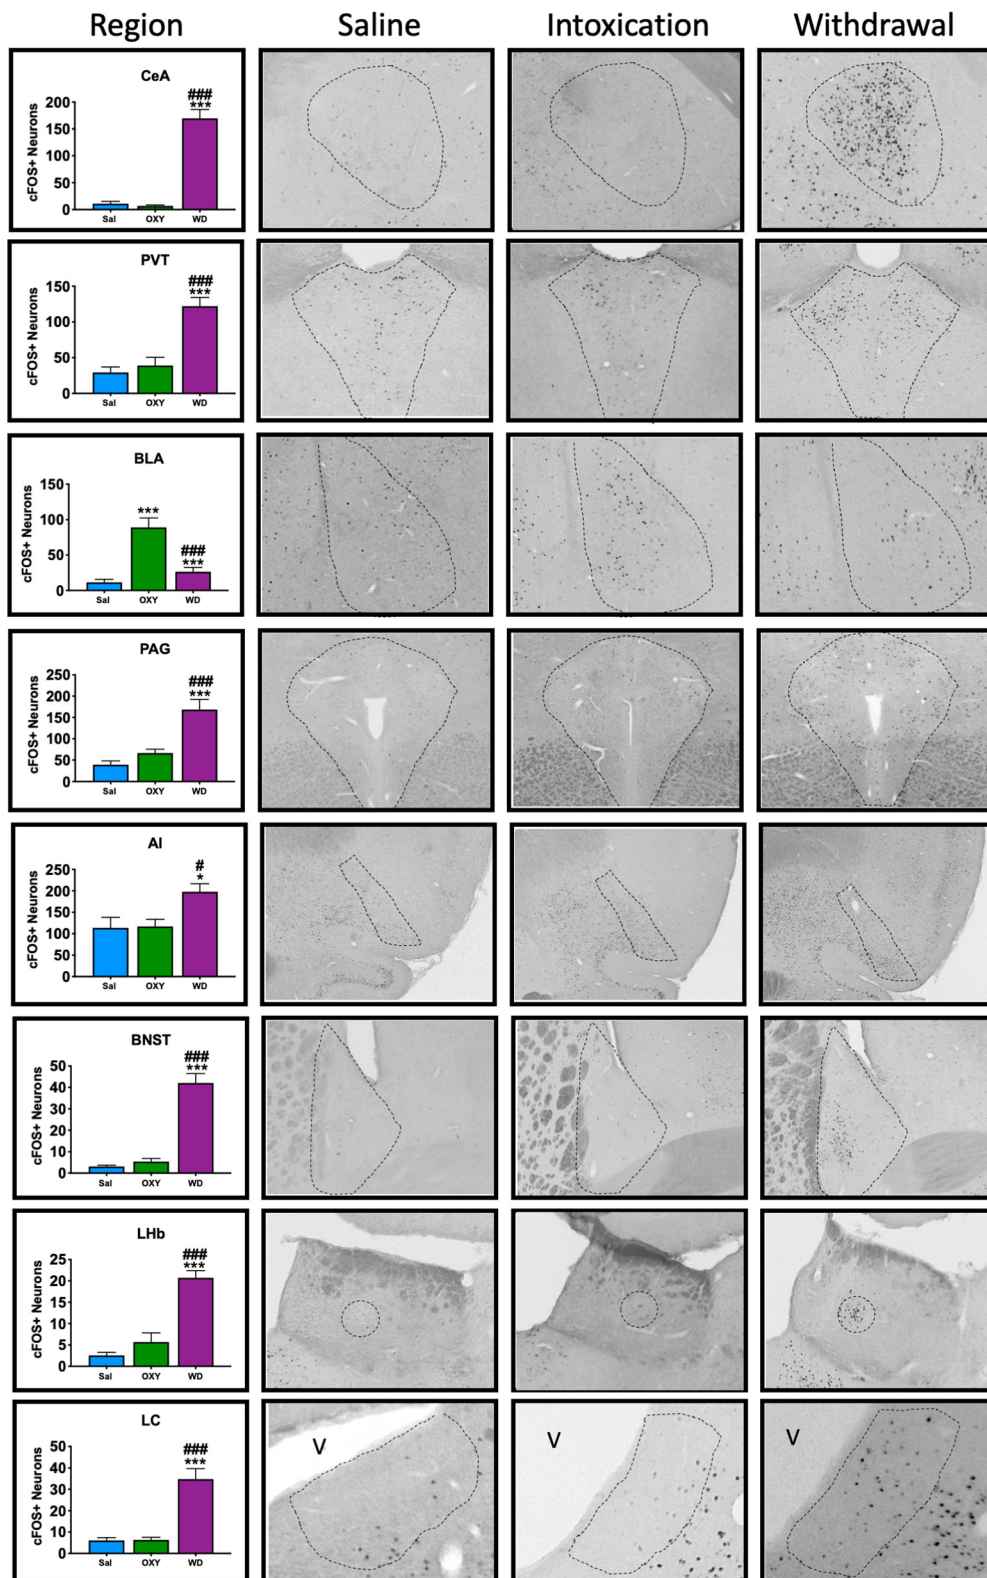 Region Saline Intoxication Withdrawal
CeA
cFOS+ Neurons
200
150
100
50
0
###
***
Sal OXY WD
PVT
cFOS+ Neurons
150
100
50
0
###
***
Sal OXY WD
BLA
cFOS+ Neurons
150
100
50
0
***
###
***
Sal OXY WD
PAG
cFOS+ Neurons
250
200
150
100
50
0
###
***
Sal OXY WD
AI
cFOS+ Neurons
250
200
150
100
50
0
#
*
Sal OXY WD
BNST
cFOS+ Neurons
50
40
30
20
10
0
###
***
Sal OXY WD
LHb
cFOS+ Neurons
25
20
15
10
5
0
###
***
Sal OXY WD
LC
cFOS+ Neurons
50
40
30
20
10
0
###
***
Sal OXY WD
V
V
V